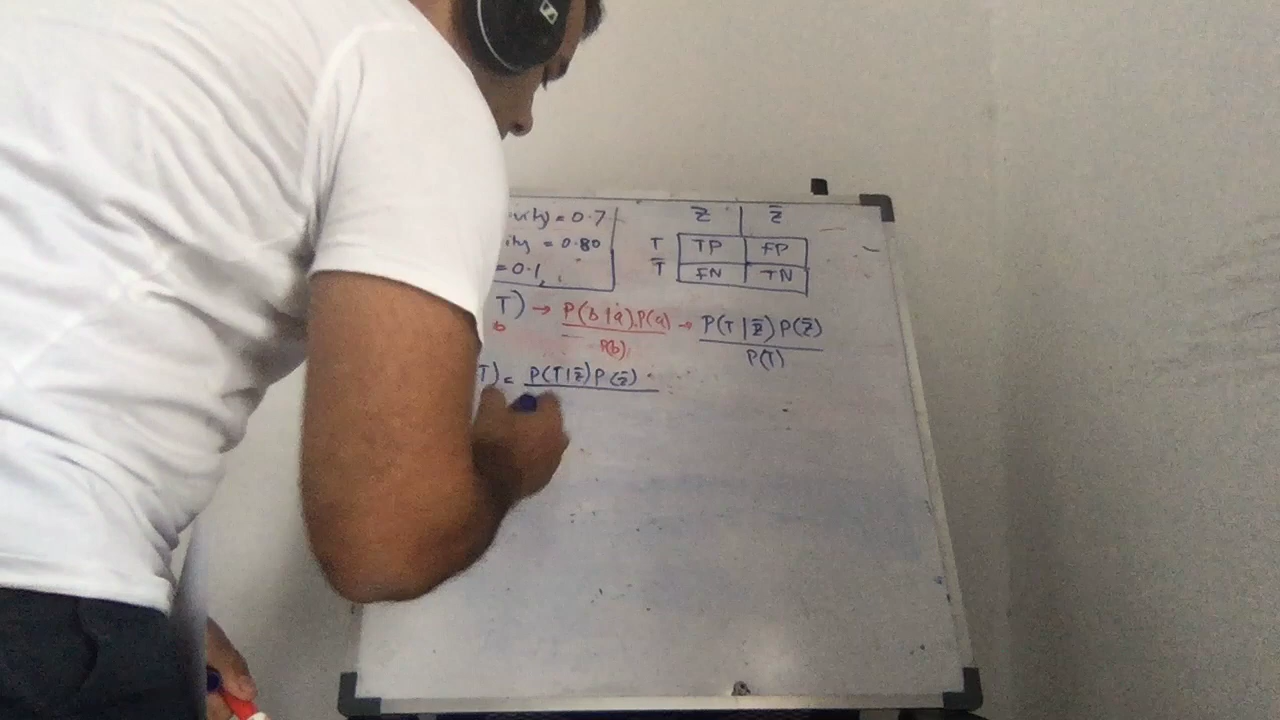 vity) = 0.7
ity = 0.80
= 0.1
Z Z̄
T TP FP
T̄ FN TN
T) → P(b|a).P(a) / P(b) → P(T|Z̄)P(Z̄) / P(T)
b
T) = P(T|Z̄)P(Z̄)